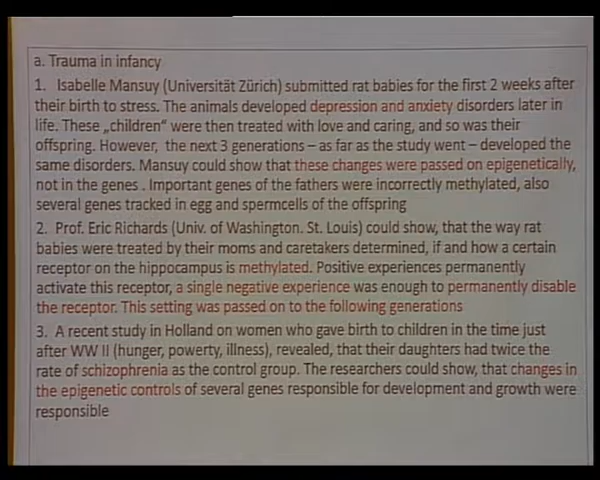 a. Trauma in infancy
1. Isabelle Mansuy (Universität Zürich) submitted rat babies for the first 2 weeks after
their birth to stress. The animals developed depression and anxiety disorders later in
life. These „children“ were then treated with love and caring, and so was their
offspring. However, the next 3 generations – as far as the study went – developed the
same disorders. Mansuy could show that these changes were passed on epigenetically,
not in the genes . Important genes of the fathers were incorrectly methylated, also
several genes tracked in egg and spermcells of the offspring
2. Prof. Eric Richards (Univ. of Washington. St. Louis) could show, that the way rat
babies were treated by their moms and caretakers determined, if and how a certain
receptor on the hippocampus is methylated. Positive experiences permanently
activate this receptor, a single negative experience was enough to permanently disable
the receptor. This setting was passed on to the following generations
3. A recent study in Holland on women who gave birth to children in the time just
after WW II (hunger, powerty, illness), revealed, that their daughters had twice the
rate of schizophrenia as the control group. The researchers could show, that changes in
the epigenetic controls of several genes responsible for development and growth were
responsible